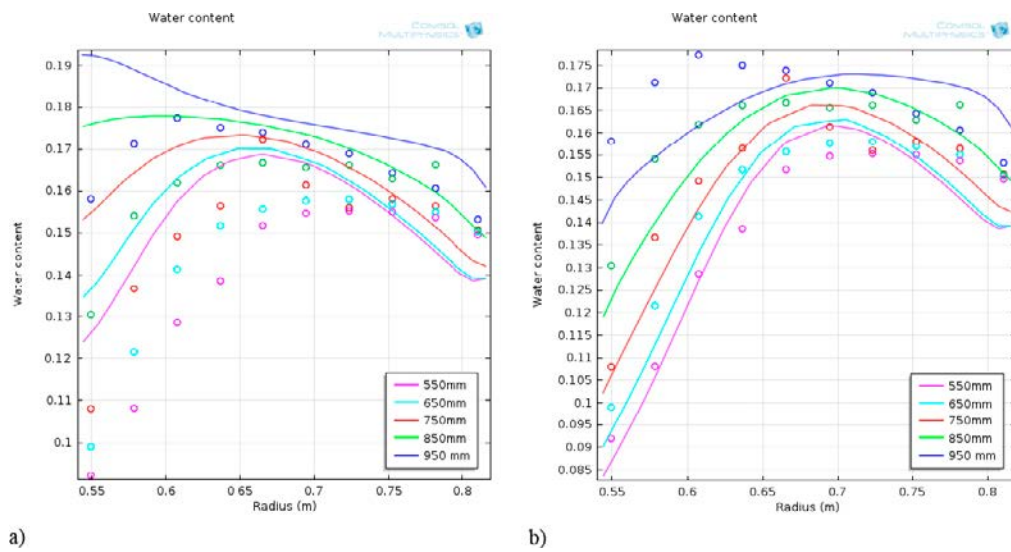 Water content
COMSOL
MULTIPHYSICS
0.19
0.18
0.17
0.16
0.15
0.14
0.13
0.12
0.11
0.1
Water content
550mm
650mm
750mm
850mm
950 mm
0.55
0.6
0.65
0.7
0.75
0.8
Radius (m)
a)
Water content
COMSOL
MULTIPHYSICS
0.175
0.17
0.165
0.16
0.155
0.15
0.145
0.14
0.135
0.13
0.125
0.12
0.115
0.11
0.105
0.1
0.095
0.09
0.085
Water content
550mm
650mm
750mm
850mm
950 mm
0.55
0.6
0.65
0.7
0.75
0.8
Radius (m)
b)